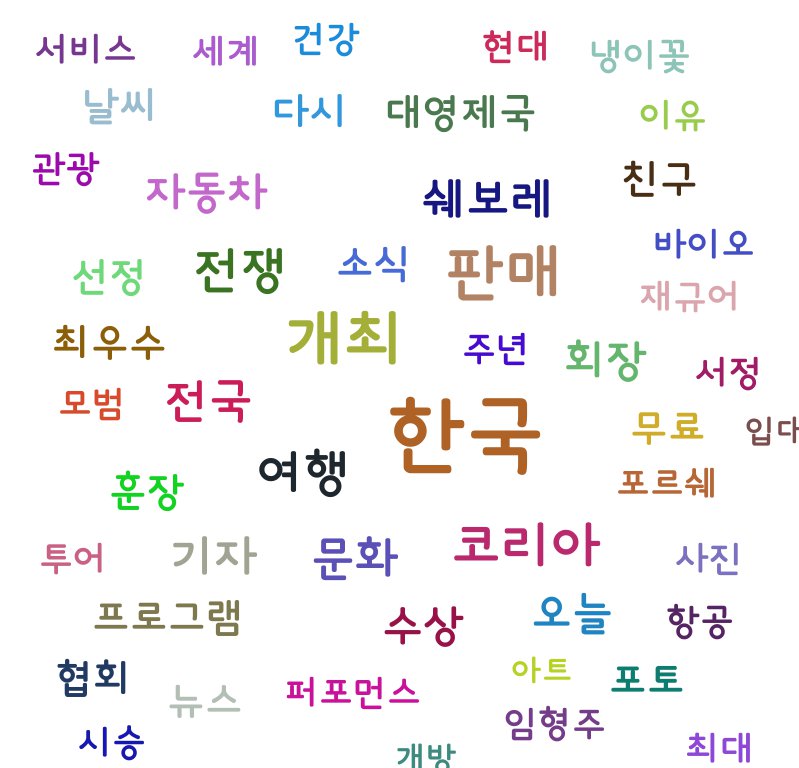 서비스 세계 건강 현대 냉이꽃
날씨 다시 대영제국 이유
관광 자동차 쉐보레 친구
선정 전쟁 소식 판매 바이오
재규어
최우수 개최 주년 회장 서정
모범 전국 한국 무료 입다
훈장 여행 포르쉐
투어 기자 문화 코리아 사진
프로그램 수상 오늘 항공
협회 뉴스 퍼포먼스 아트 포토
시승 임형주 최대
개방